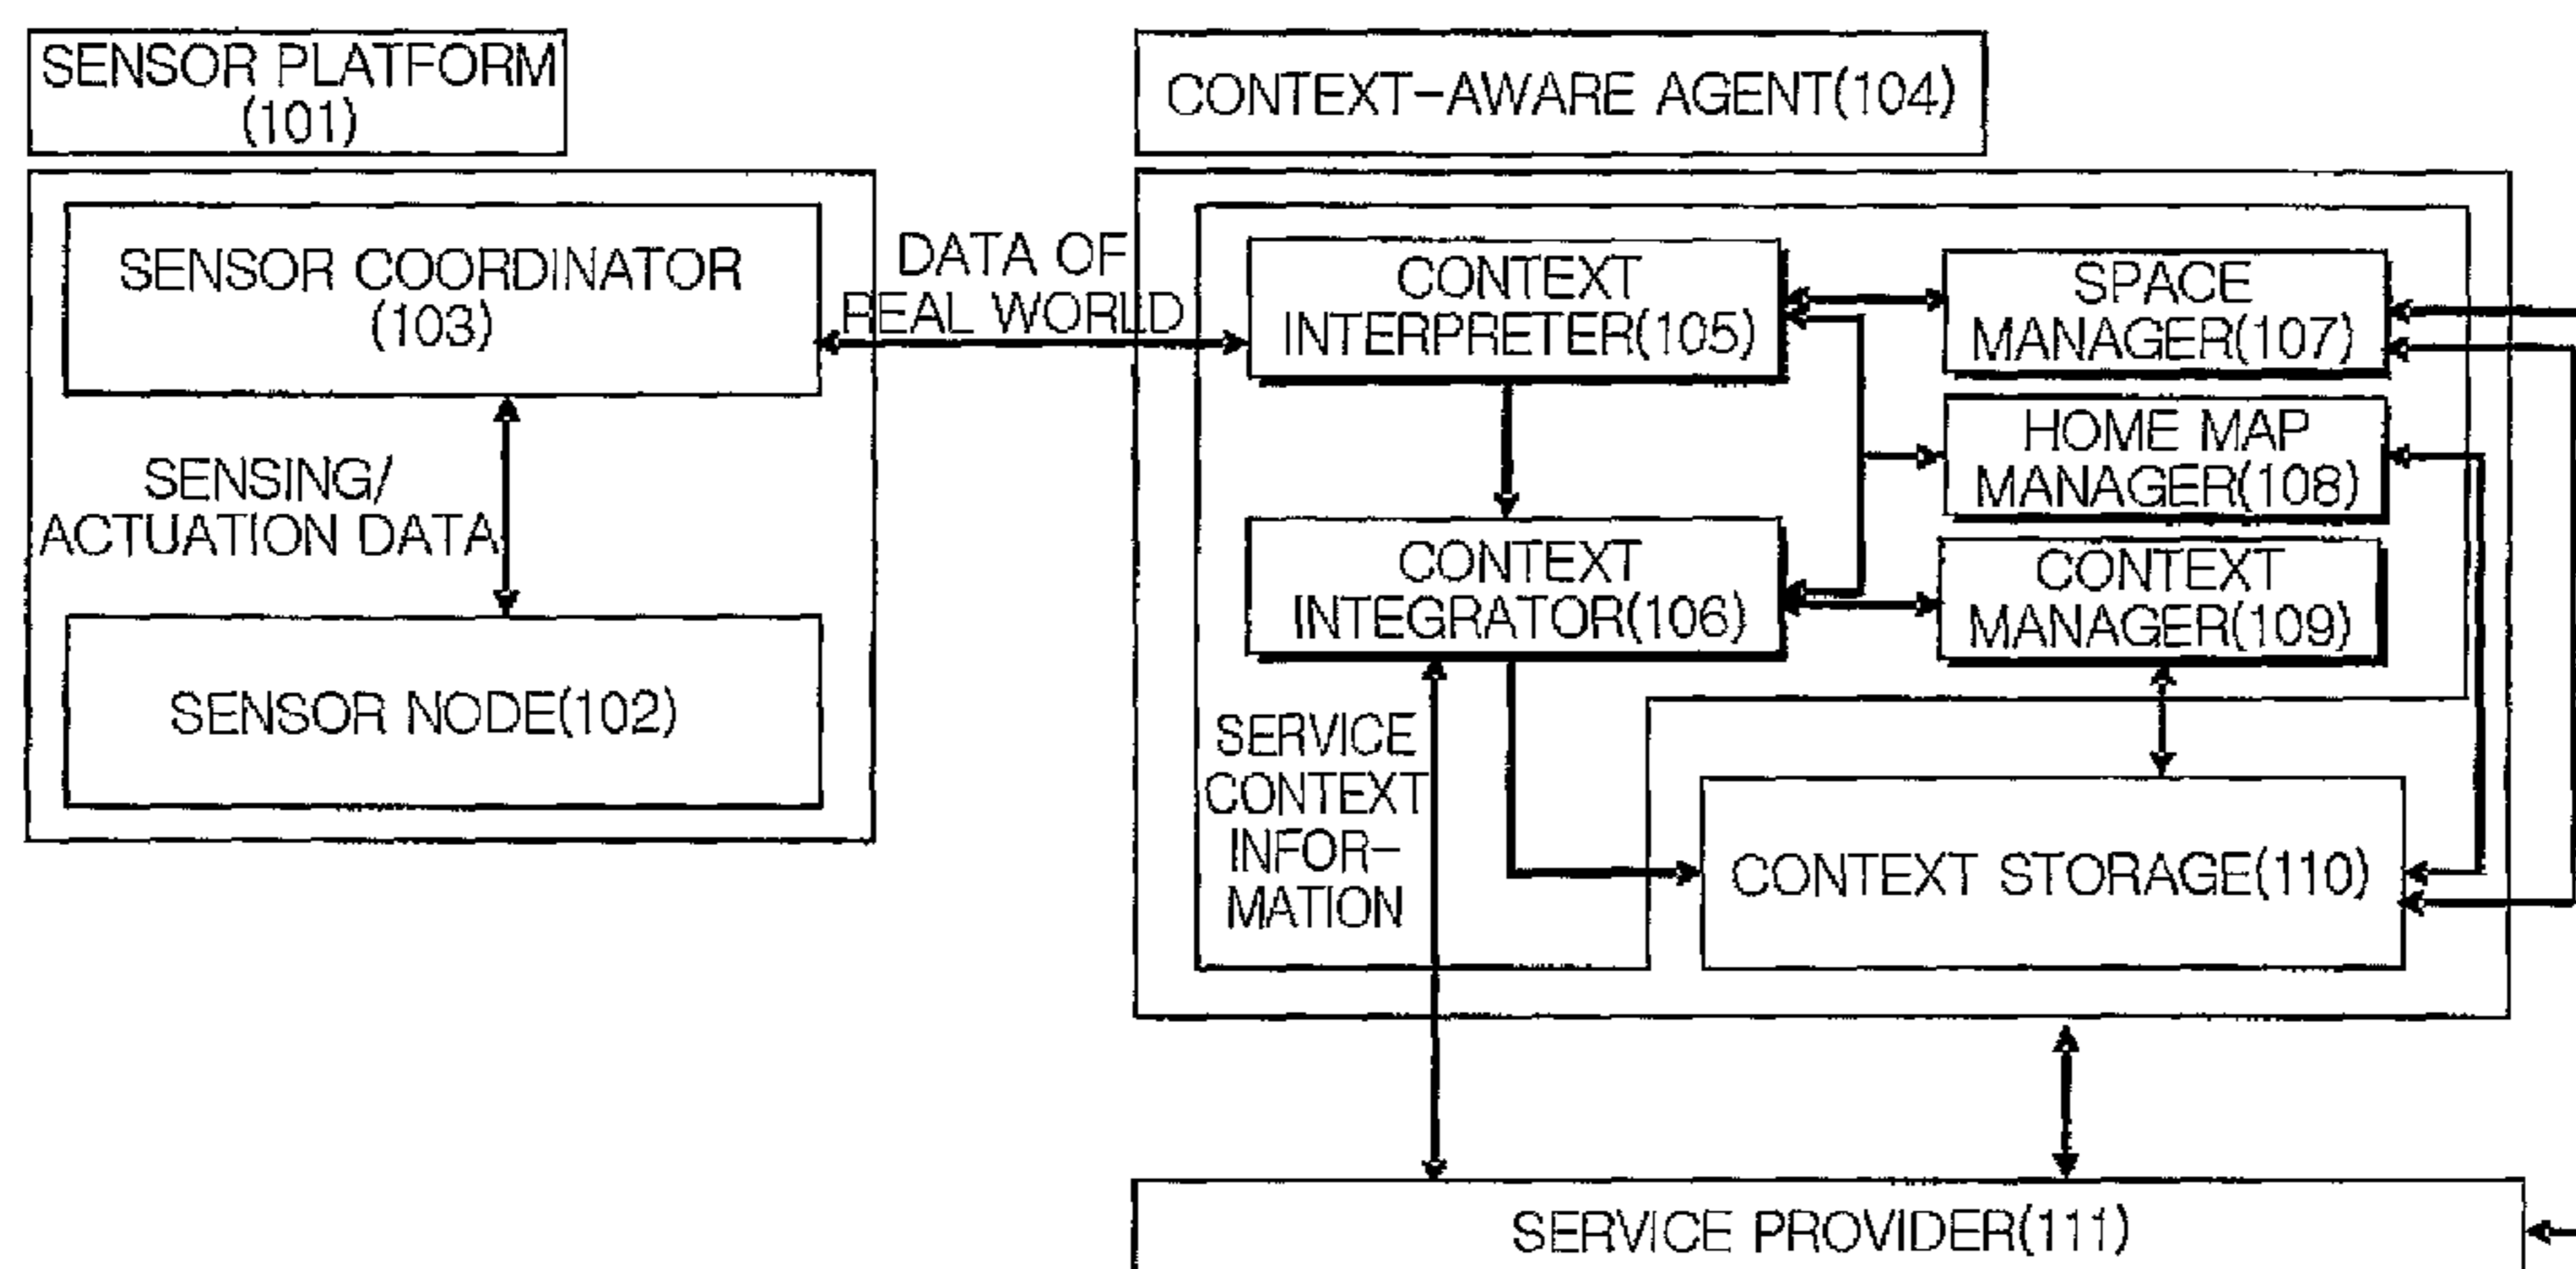 SENSOR PLATFORM
(101)
SENSOR COORDINATOR
(103)
SENSING/
ACTUATION DATA
SENSOR NODE(102)
DATA OF
REAL WORLD
CONTEXT-AWARE AGENT(104)
CONTEXT
INTERPRETER(105)
SPACE
MANAGER(107)
HOME MAP
MANAGER(108)
CONTEXT
INTEGRATOR(106)
CONTEXT
MANAGER(109)
SERVICE
CONTEXT
INFOR-
MATION
CONTEXT STORAGE(110)
SERVICE PROVIDER(111)